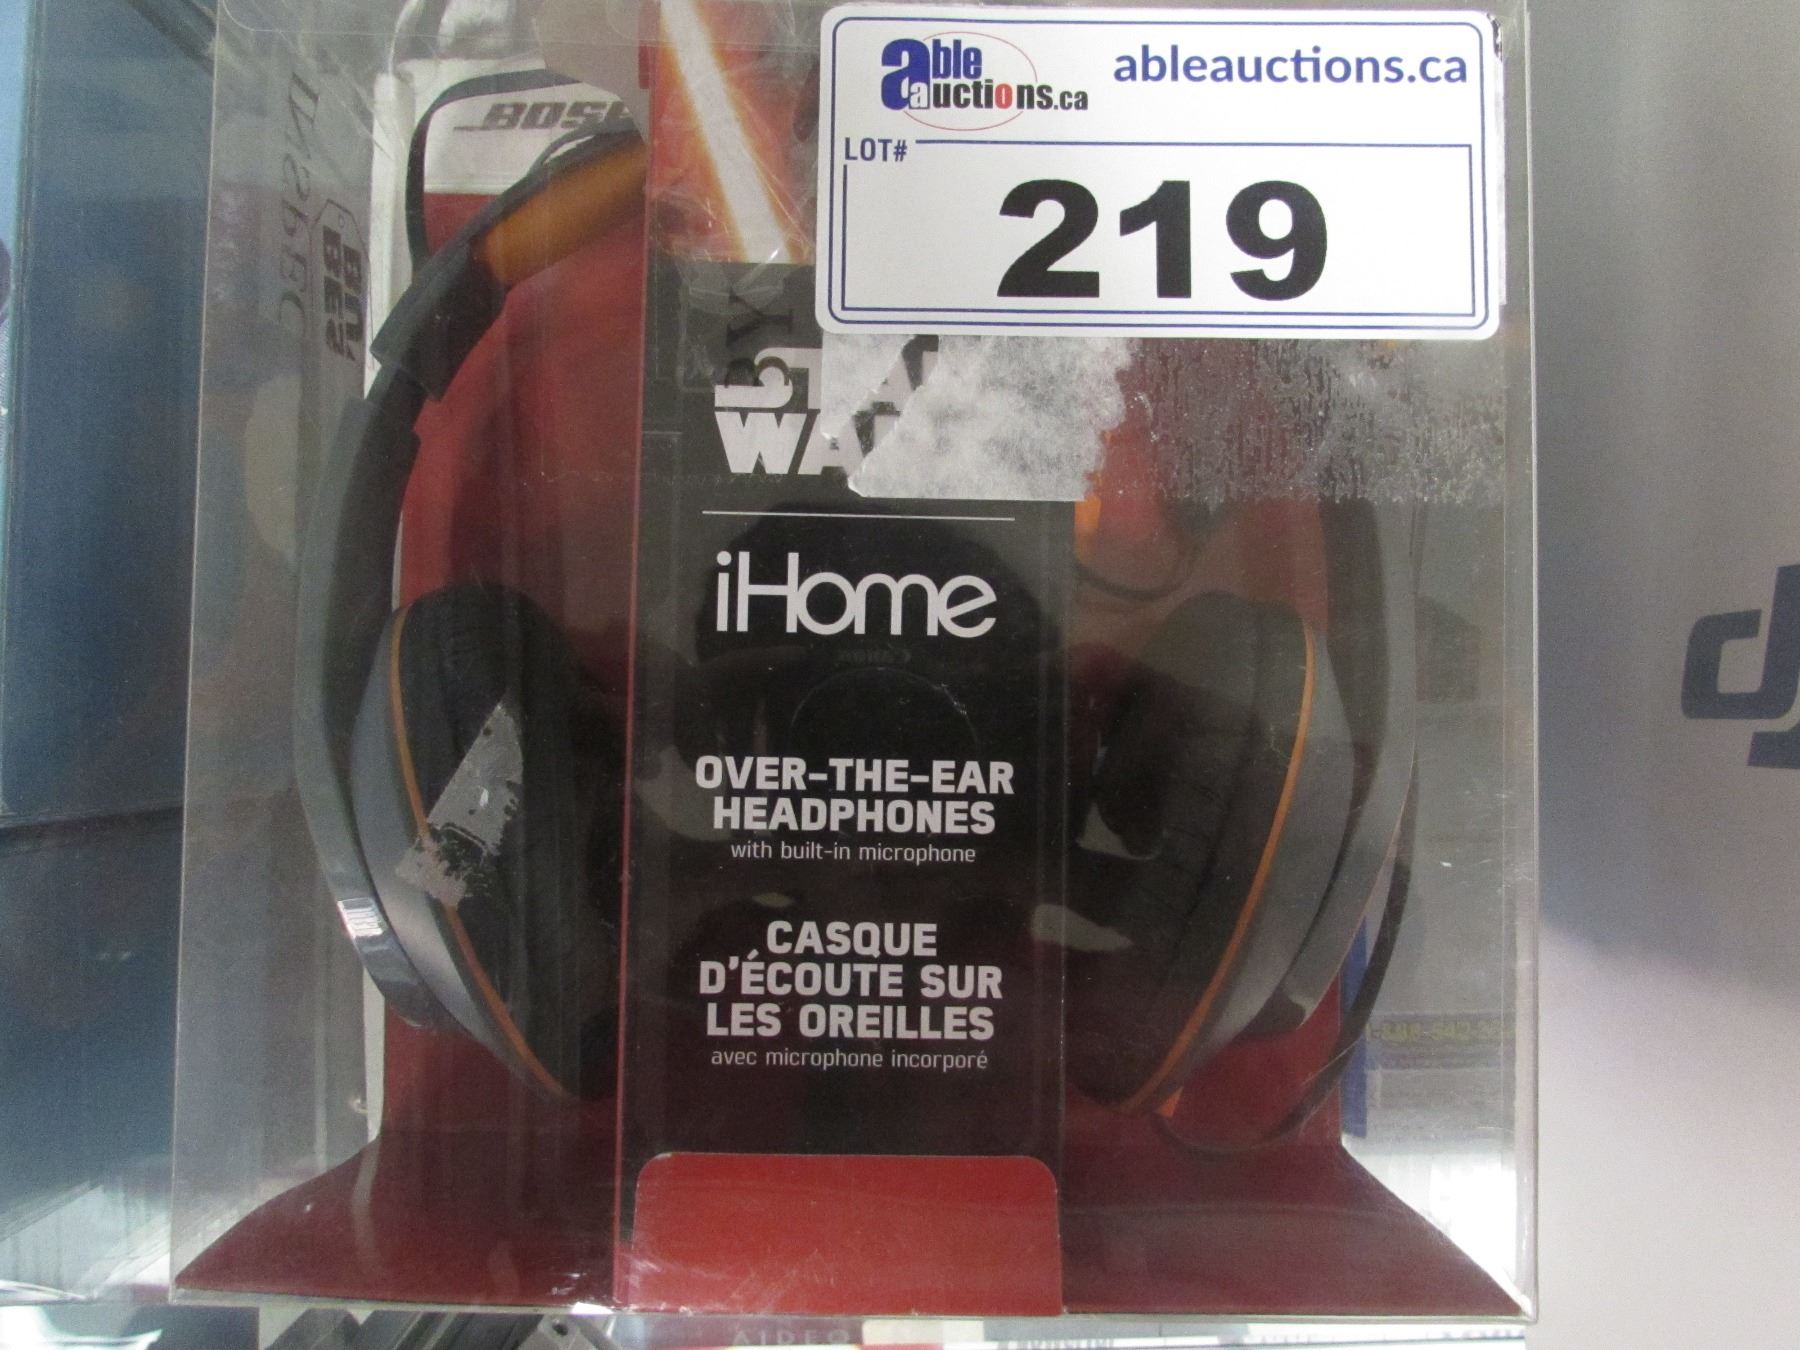 able
auctions.ca
ableauctions.ca
LOT#
219
BOSE
STAR
WA
iHome
OVER-THE-EAR
HEADPHONES
with built-in microphone
CASQUE
D'ÉCOUTE SUR
LES OREILLES
avec microphone incorporé